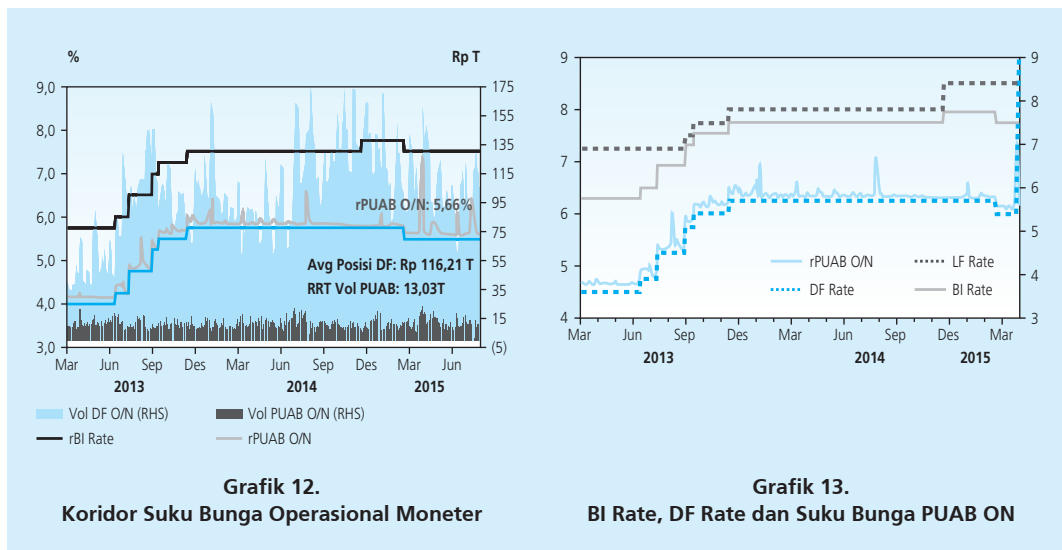 % Rp T
9,0 175
8,0 155
7,0 135
6,0 115
5,0 95
4,0 75
3,0 55
35
15
(5)
rPUAB O/N: 5,66%
Avg Posisi DF: Rp 116,21 T
RRT Vol PUAB: 13,03T
Mar Jun Sep Des Mar Jun Sep Des Mar Jun
2013 2014 2015
Vol DF O/N (RHS) Vol PUAB O/N (RHS)
rBI Rate rPUAB O/N
Grafik 12.
Koridor Suku Bunga Operasional Moneter
9 9
8 8
7 7
6 6
5 5
4 4
3
rPUAB O/N LF Rate
DF Rate BI Rate
Mar Jun Sep Des Mar Jun Sep Des Mar
2013 2014 2015
Grafik 13.
BI Rate, DF Rate dan Suku Bunga PUAB ON